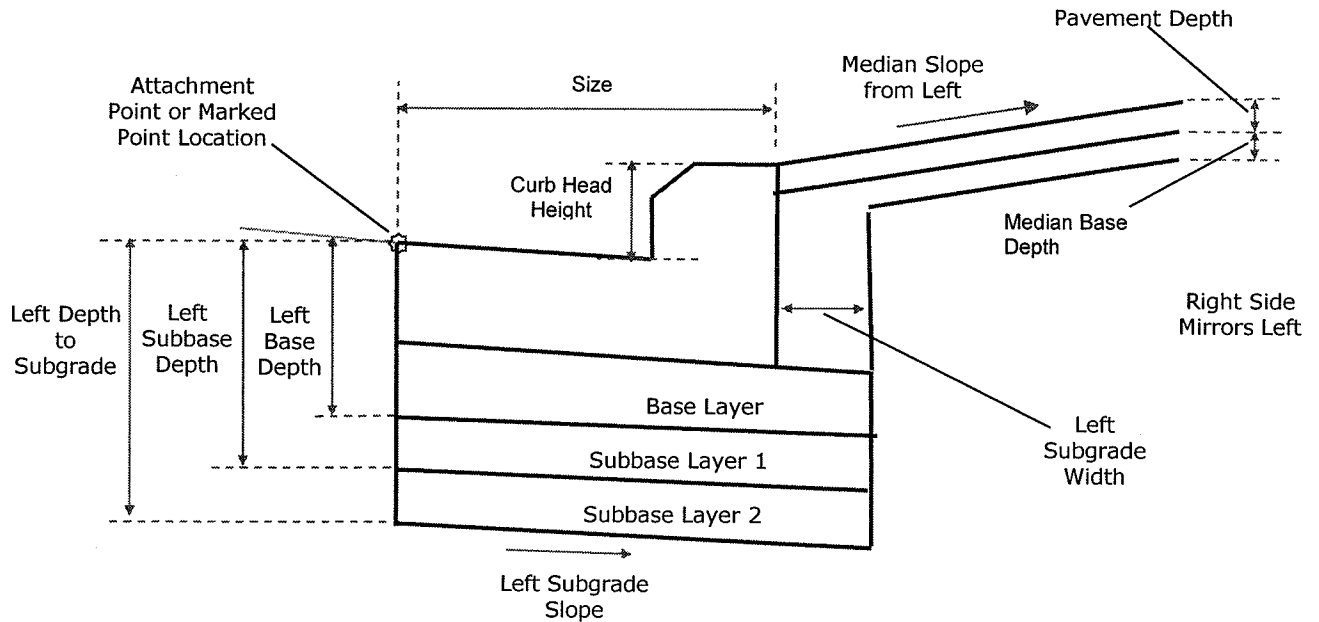 Pavement Depth
Median Slope
from Left
Size
Attachment
Point or Marked
Point Location
Curb Head
Height
Median Base
Depth
Right Side
Mirrors Left
Left Depth
to
Subgrade
Left
Subbase
Depth
Left
Base
Depth
Base Layer
Left
Subgrade
Width
Subbase Layer 1
Subbase Layer 2
Left Subgrade
Slope